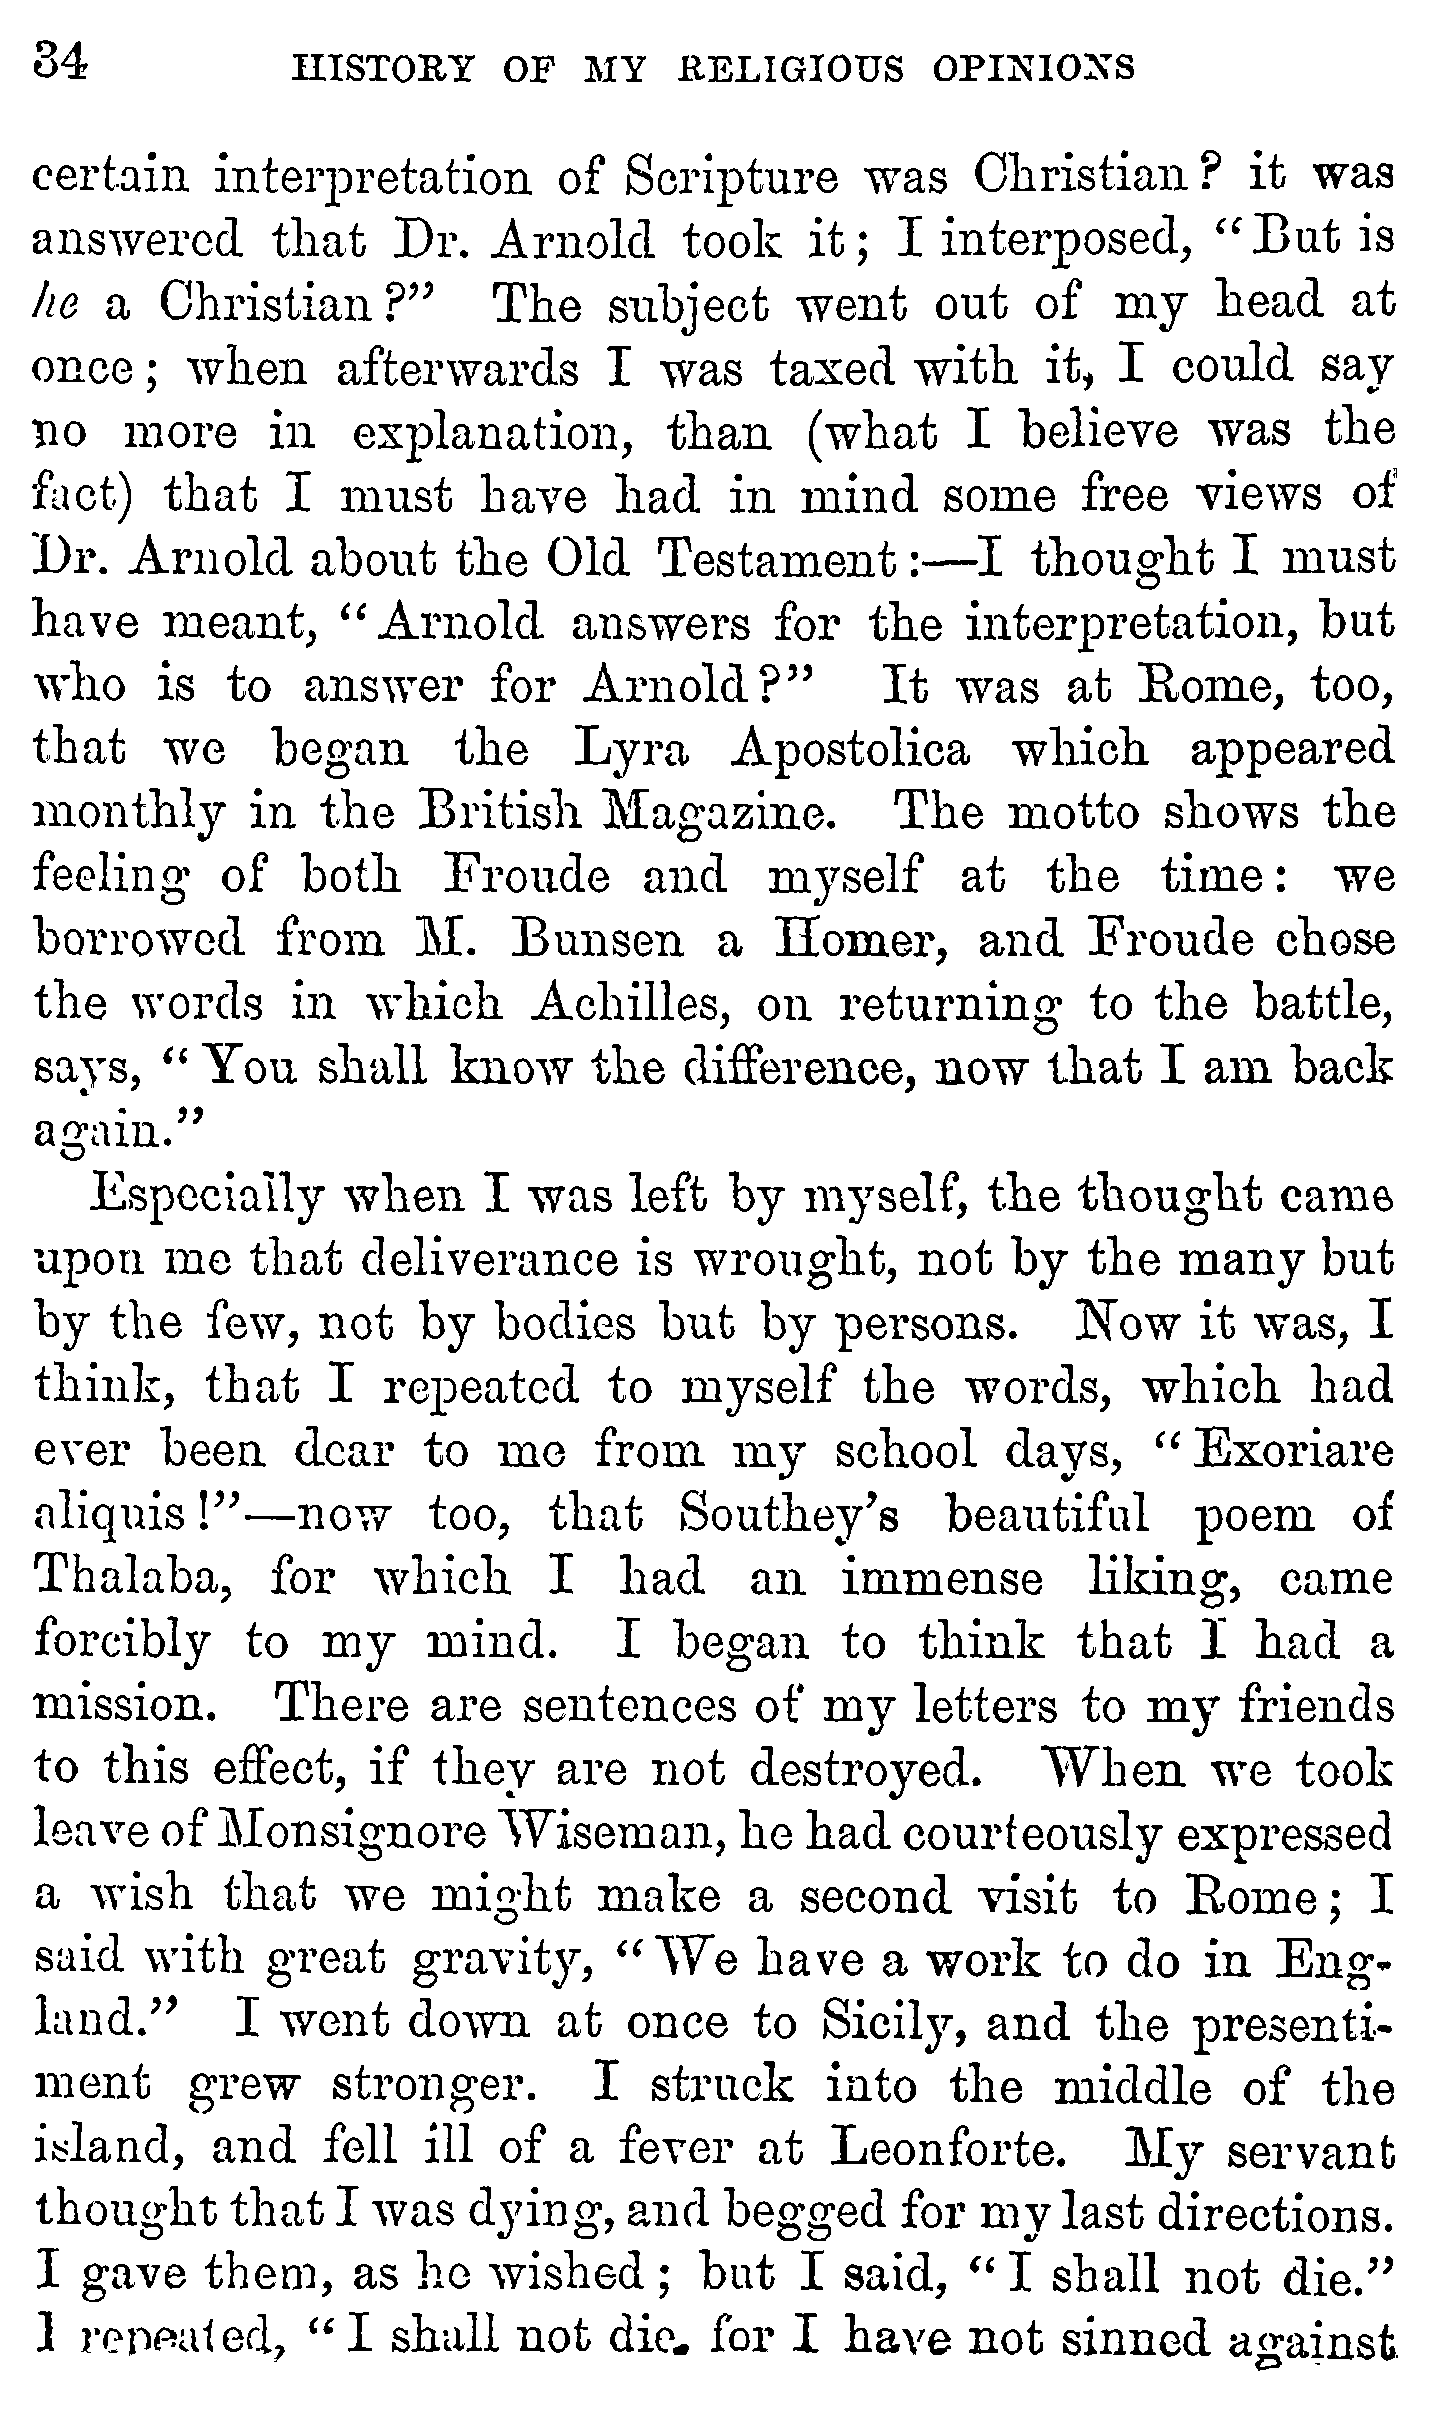 34 HISTORY OF MY RELIGIOUS OPINIONS
certain interpretation of Scripture was Christian? it was
answered that Dr. Arnold took it; I interposed, "But is
he a Christian?" The subject went out of my head at
once; when afterwards I was taxed with it, I could say
no more in explanation, than (what I believe was the
fact) that I must have had in mind some free views of
Dr. Arnold about the Old Testament:—I thought I must
have meant, "Arnold answers for the interpretation, but
who is to answer for Arnold?" It was at Rome, too,
that we began the Lyra Apostolica which appeared
monthly in the British Magazine. The motto shows the
feeling of both Froude and myself at the time: we
borrowed from M. Bunsen a Homer, and Froude chose
the words in which Achilles, on returning to the battle,
says, "You shall know the difference, now that I am back
again."
Especially when I was left by myself, the thought came
upon me that deliverance is wrought, not by the many but
by the few, not by bodies but by persons. Now it was, I
think, that I repeated to myself the words, which had
ever been dear to me from my school days, "Exoriare
aliquis!"—now too, that Southey's beautiful poem of
Thalaba, for which I had an immense liking, came
forcibly to my mind. I began to think that I had a
mission. There are sentences of my letters to my friends
to this effect, if they are not destroyed. When we took
leave of Monsignore Wiseman, he had courteously expressed
a wish that we might make a second visit to Rome; I
said with great gravity, "We have a work to do in Eng-
land." I went down at once to Sicily, and the presenti-
ment grew stronger. I struck into the middle of the
island, and fell ill of a fever at Leonforte. My servant
thought that I was dying, and begged for my last directions.
I gave them, as he wished; but I said, "I shall not die."
I repeated, "I shall not die, for I have not sinned against